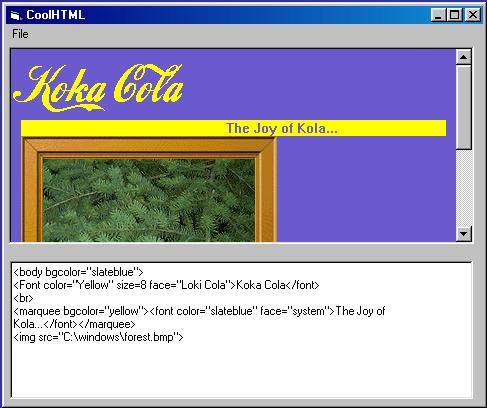 CoolHTML
File
Koka Cola
The Joy of Kola...
<body bgcolor="slateblue">
<Font color="Yellow" size=8 face="Loki Cola">Koka Cola</font>
<br>
<marquee bgcolor="yellow"><font color="slateblue" face="system">The Joy of
Kola...</font></marquee>
<img src="C:\windows\forest.bmp">